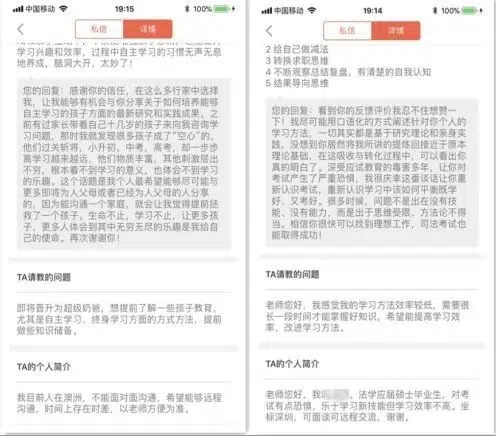 中国移动 19:15
私信 详情
学习兴趣和效率，过程中自主学习的习惯无声无息
地养成，脑洞大开，太妙了！
您的回复：感谢你的信任，在这么多行家中选择
我，让我能够有机会与你分享关于如何培养能够
自主学习的孩子方面的最新研究和实践成果。之
前有过家长带着自己十几岁的孩子来向我咨询学
习问题，那时我就发现很多孩子成了“空心”的，
他们过关斩将，小升初，中考，高考，却一步步
离学习越来越远，他们物质丰富，其他刺激层出
不穷，根本看不到学习的意义，也体会不到学习
的乐趣。这个话题是我个人最希望能够尽可能与
更多即将为人父母或者已经为人父母的人分享
的，因为能沟通一个家庭，就会让我觉得提前拯
救了一个孩子。生命不止，学习不止，让更多孩
子，更多人体会到其中无穷无尽的乐趣是我给自
己的使命。再次谢谢你！
TA请教的问题
即将晋升为超级奶爸，想提前了解一些孩子教育，
尤其是自主学习、终身学习方面的方式方法，提前
做些知识储备。
TA的个人简介
我目前人在澳洲，不能面对面沟通，希望能够远程
沟通，时间上存在时差，以老师方便为准。
中国移动 19:14
私信 详情
2 给自己做减法
3 转换求职思维
4 不断观察总结复盘，有清楚的自我认知
5 结果导向思维
您的回复：看到你的反馈评价我忍不住想赞一
下！我尽可能用口语化的方式阐述针对你个人的
学习方法，一切其实都是基于研究理论和亲身实
践，没想到你居然将我所讲的提炼回接近于原本
理论基础，在这吸收与转化过程中，可以看出你
真的明白了。深受应试教育的毒害多年，让你对
考试产生了严重恐惧，我很庆幸这番谈话让你重
新认识考试，重新认识学习中该如何平衡既学
好、又考好。很多时候，问题不是出在没有技
能、没有能力，而是出于思维受限、方法论不得
当。相信你很快可以找到理想工作，司法考试也
能取得成功！
TA请教的问题
老师您好，我感觉我的学习方法效率较低，需要很
长一段时间才能掌握好知识，希望能提高学习效
率，改进学习方法。
TA的个人简介
老师您好，我 ，法学应届硕士毕业生，对考
试有点恐惧，乐于学习新技能但学习效率不高。坐
标深圳，可面谈可远程交流，谢谢。